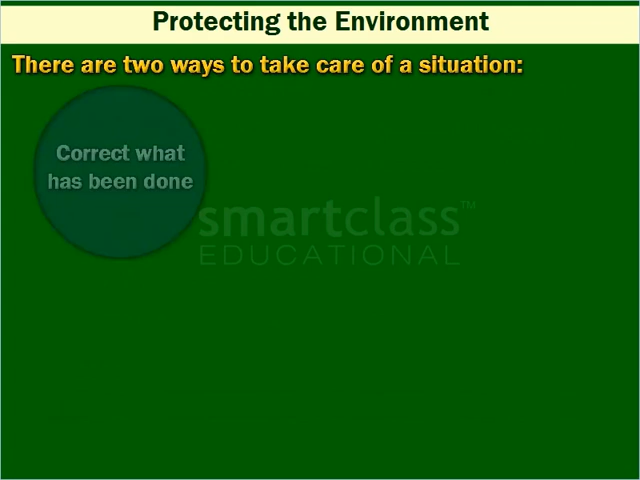 Protecting the Environment
There are two ways to take care of a situation:
Correct what
has been done
smartclass™
EDUCATIONAL